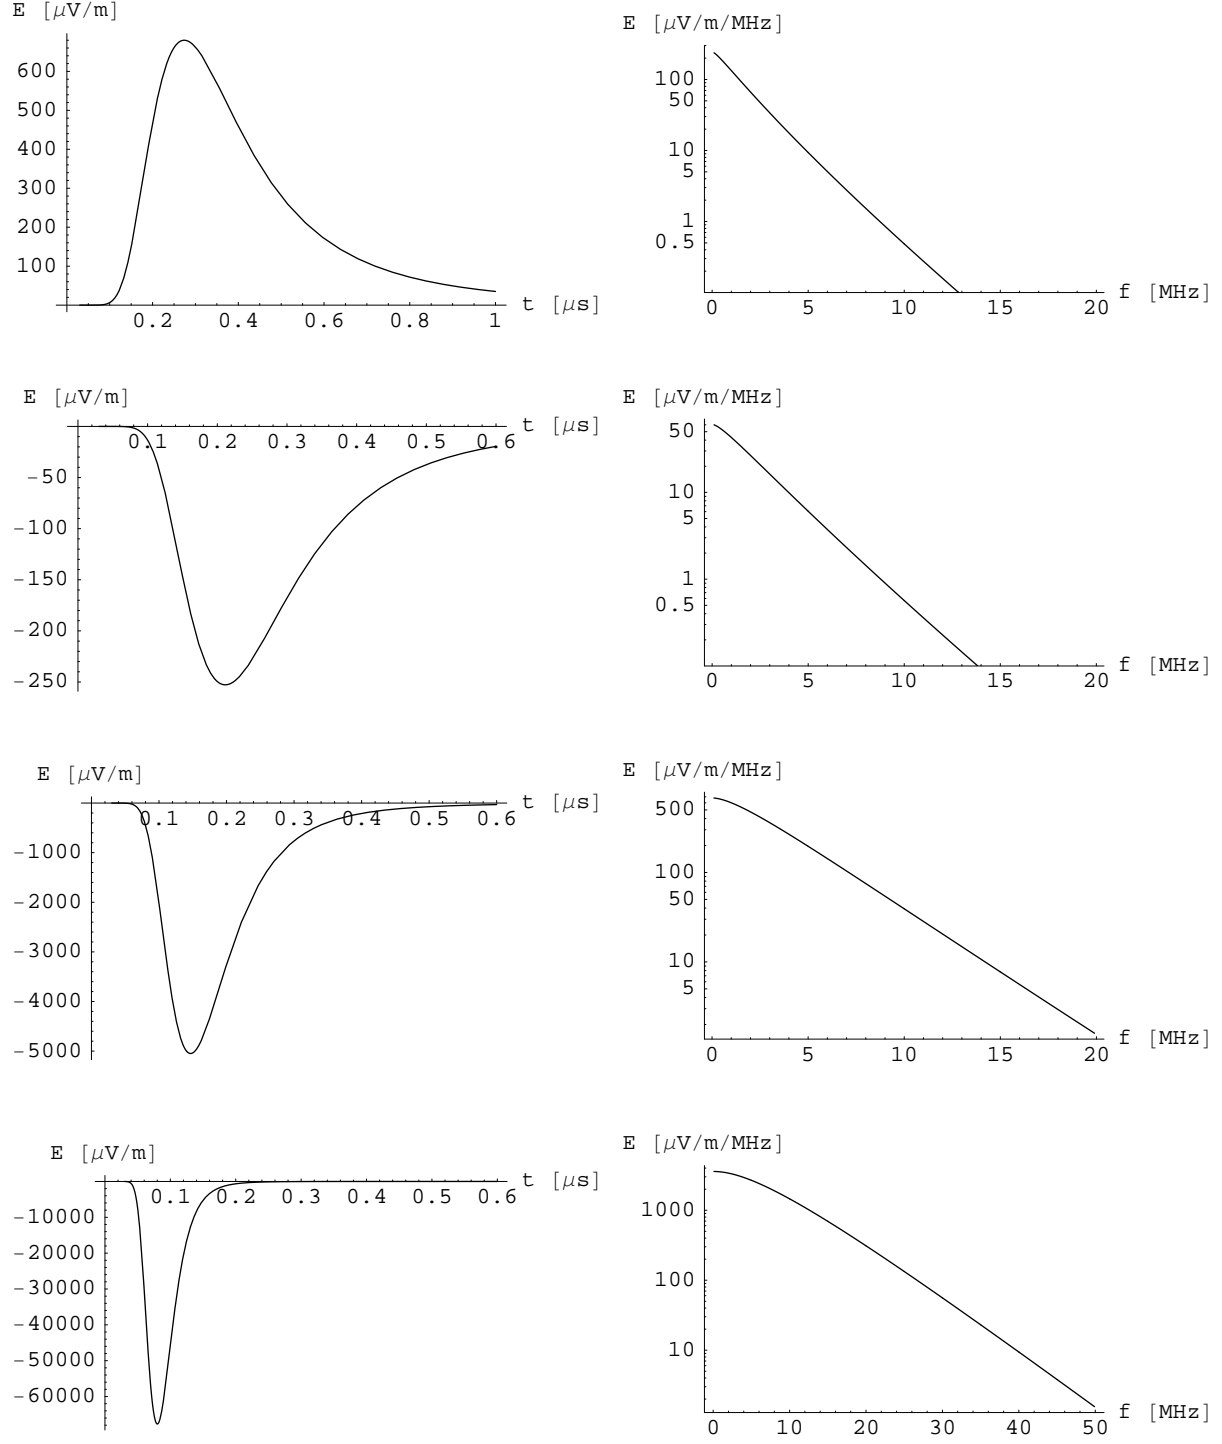 E [μV/m]
600
500
400
300
200
100
0.2 0.4 0.6 0.8 1
t [μs]
E [μV/m/MHz]
100
50
10
5
1
0.5
0 5 10 15 20
f [MHz]
E [μV/m]
t [μs]
0.1 0.2 0.3 0.4 0.5 0.6
-50
-100
-150
-200
-250
E [μV/m/MHz]
50
10
5
1
0.5
0 5 10 15 20
f [MHz]
E [μV/m]
t [μs]
0.1 0.2 0.3 0.4 0.5 0.6
-1000
-2000
-3000
-4000
-5000
E [μV/m/MHz]
500
100
50
10
5
0 5 10 15 20
f [MHz]
E [μV/m]
t [μs]
0.1 0.2 0.3 0.4 0.5 0.6
-10000
-20000
-30000
-40000
-50000
-60000
E [μV/m/MHz]
1000
100
10
0 10 20 30 40 50
f [MHz]